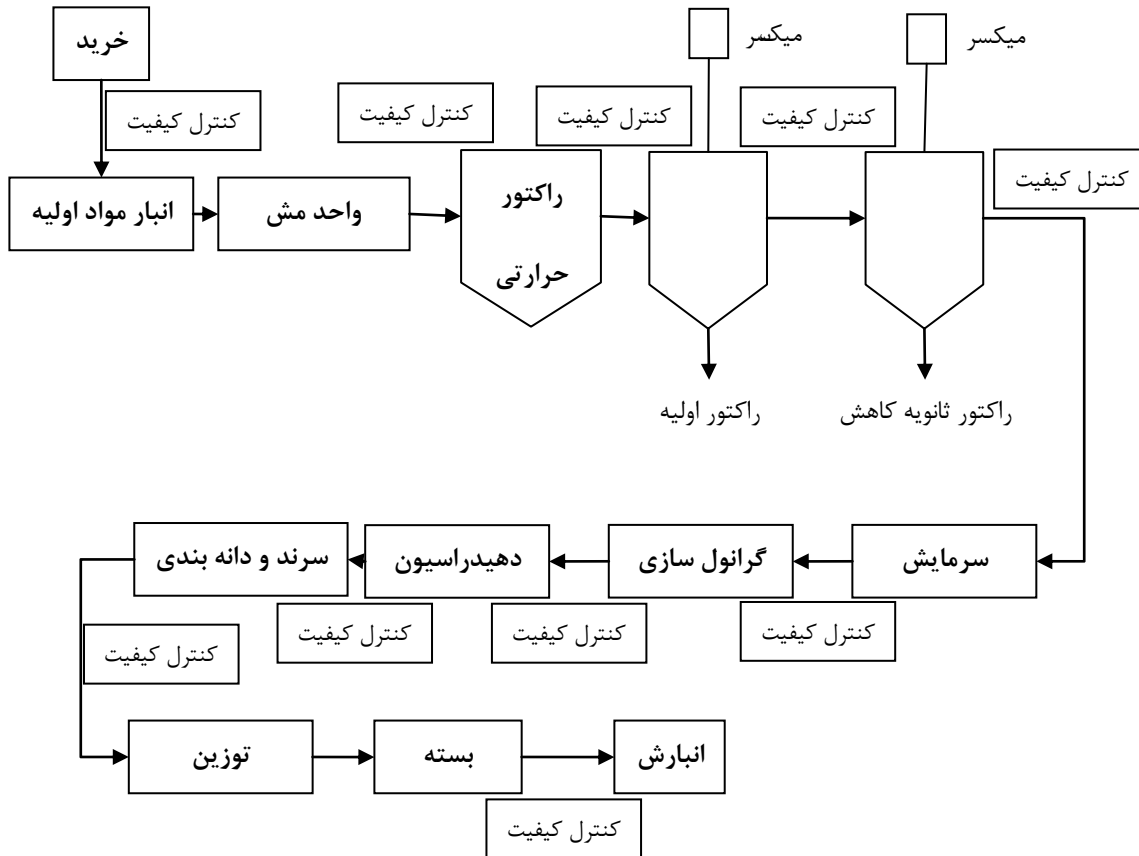 خرید
میکسر
میکسر
کنترل کیفیت
کنترل کیفیت
کنترل کیفیت
کنترل کیفیت
کنترل کیفیت
انبار مواد اولیه
واحد مش
راکتور
حرارتی
راکتور اولیه
راکتور ثانویه کاهش
سرمایش
گرانول سازی
دهیدراسیون
سرند و دانه بندی
کنترل کیفیت
کنترل کیفیت
کنترل کیفیت
کنترل کیفیت
توزین
بسته
انبارش
کنترل کیفیت